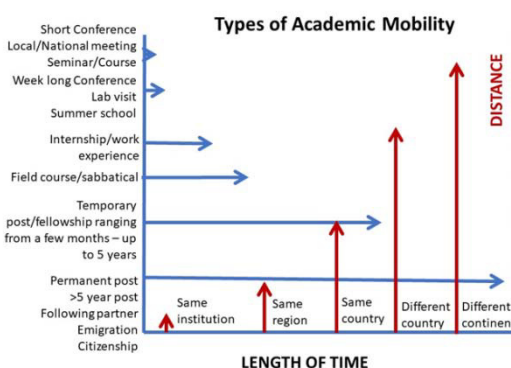 Types of Academic Mobility
Short Conference
Local/National meeting
Seminar/Course
Week long Conference
Lab visit
Summer school
Internship/work
experience
Field course/sabbatical
Temporary
post/fellowship ranging
from a few months – up
to 5 years
Permanent post
>5 year post
Following partner
Emigration
Citizenship
Same
institution
Same
region
Same
country
Different
country
Different
continen
DISTANCE
LENGTH OF TIME